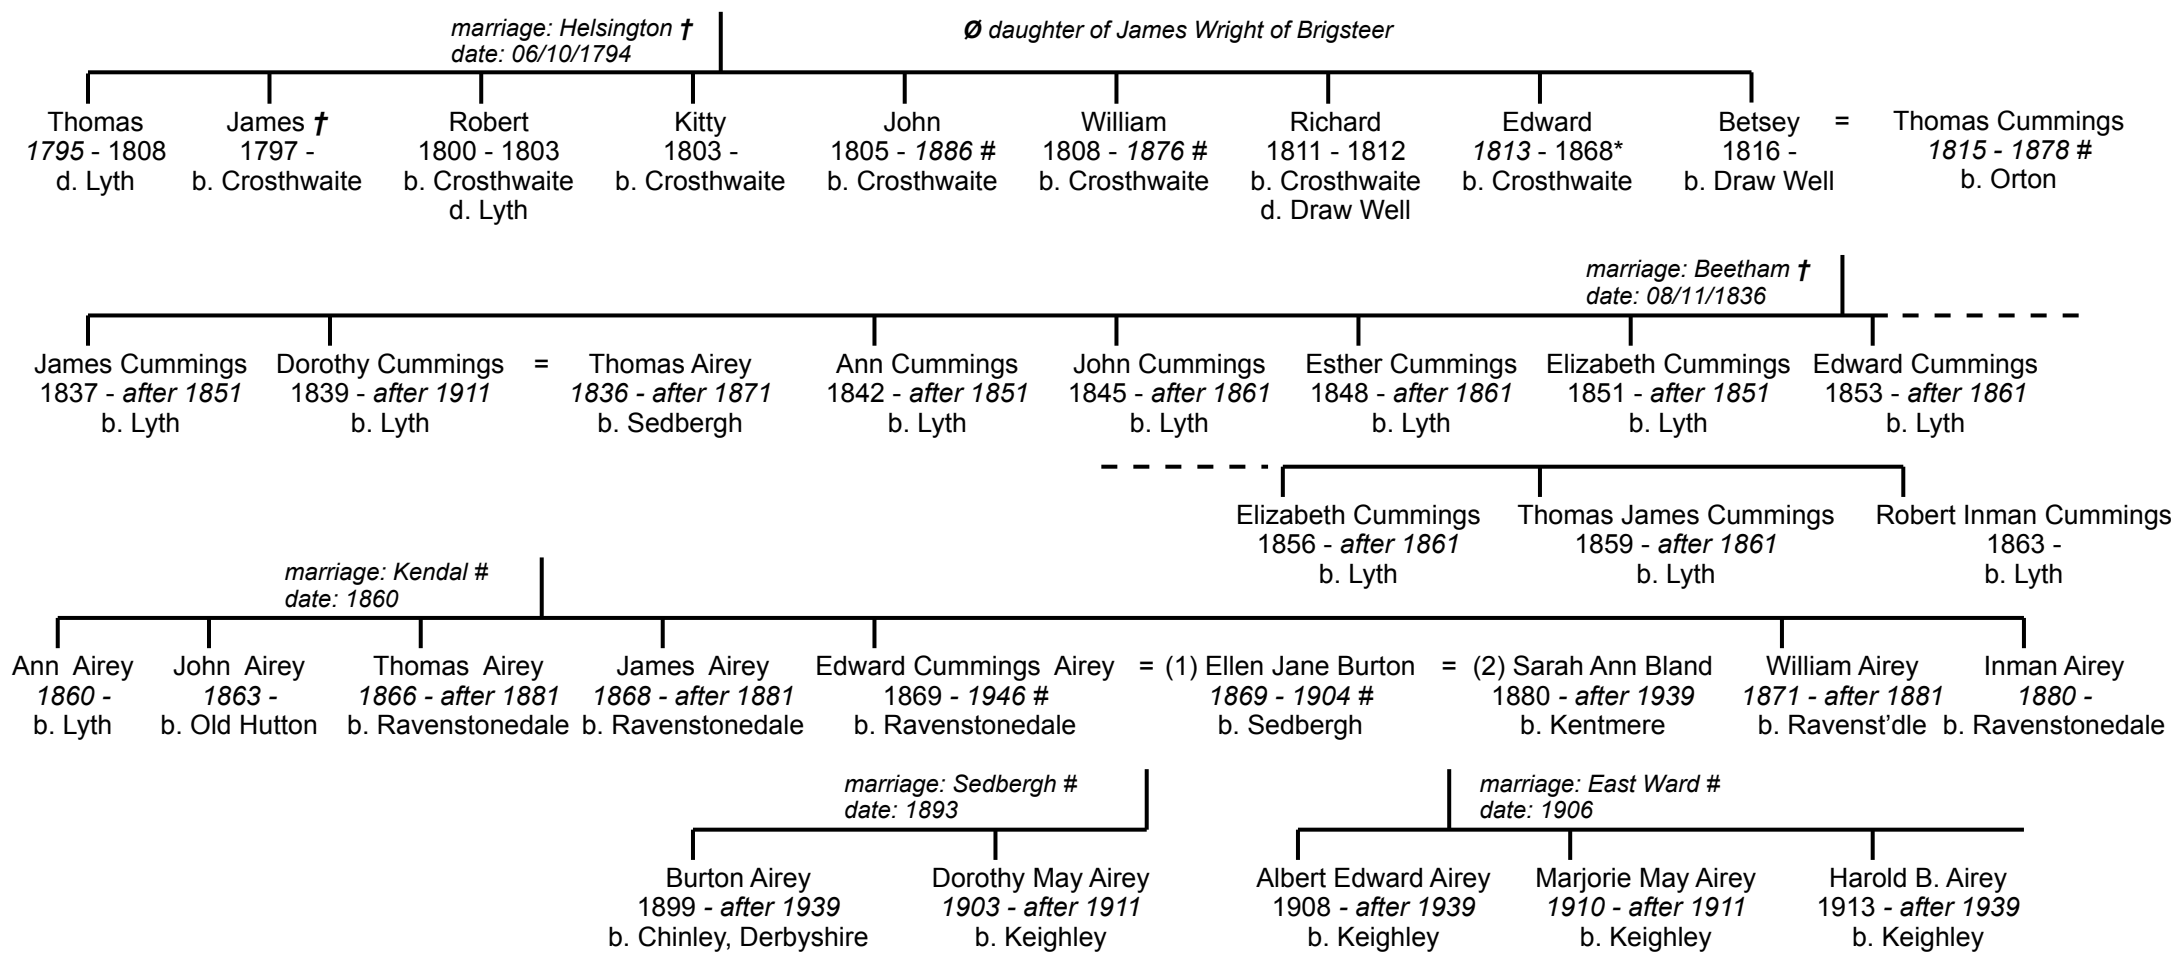 marriage: Helsington †
date: 06/10/1794
Ø daughter of James Wright of Brigsteer
Thomas
1795 - 1808
d. Lyth
James †
1797 -
b. Crosthwaite
Robert
1800 - 1803
b. Crosthwaite
d. Lyth
Kitty
1803 -
b. Crosthwaite
John
1805 - 1886 #
b. Crosthwaite
William
1808 - 1876 #
b. Crosthwaite
Richard
1811 - 1812
b. Crosthwaite
d. Draw Well
Edward
1813 - 1868*
b. Crosthwaite
Betsey
1816 -
b. Draw Well
=
Thomas Cummings
1815 - 1878 #
b. Orton
marriage: Beetham †
date: 08/11/1836
James Cummings
1837 - after 1851
b. Lyth
Dorothy Cummings
1839 - after 1911
b. Lyth
=
Thomas Airey
1836 - after 1871
b. Sedbergh
Ann Cummings
1842 - after 1851
b. Lyth
John Cummings
1845 - after 1861
b. Lyth
Esther Cummings
1848 - after 1861
b. Lyth
Elizabeth Cummings
1851 - after 1851
b. Lyth
Edward Cummings
1853 - after 1861
b. Lyth
Elizabeth Cummings
1856 - after 1861
b. Lyth
Thomas James Cummings
1859 - after 1861
b. Lyth
Robert Inman Cummings
1863 -
b. Lyth
marriage: Kendal #
date: 1860
Ann Airey
1860 -
b. Lyth
John Airey
1863 -
b. Old Hutton
Thomas Airey
1866 - after 1881
b. Ravenstonedale
James Airey
1868 - after 1881
b. Ravenstonedale
Edward Cummings Airey
1869 - 1946 #
b. Ravenstonedale
= (1) Ellen Jane Burton
1869 - 1904 #
b. Sedbergh
= (2) Sarah Ann Bland
1880 - after 1939
b. Kentmere
William Airey
1871 - after 1881
b. Ravenst'dle
Inman Airey
1880 -
b. Ravenstonedale
marriage: Sedbergh #
date: 1893
marriage: East Ward #
date: 1906
Burton Airey
1899 - after 1939
b. Chinley, Derbyshire
Dorothy May Airey
1903 - after 1911
b. Keighley
Albert Edward Airey
1908 - after 1939
b. Keighley
Marjorie May Airey
1910 - after 1911
b. Keighley
Harold B. Airey
1913 - after 1939
b. Keighley